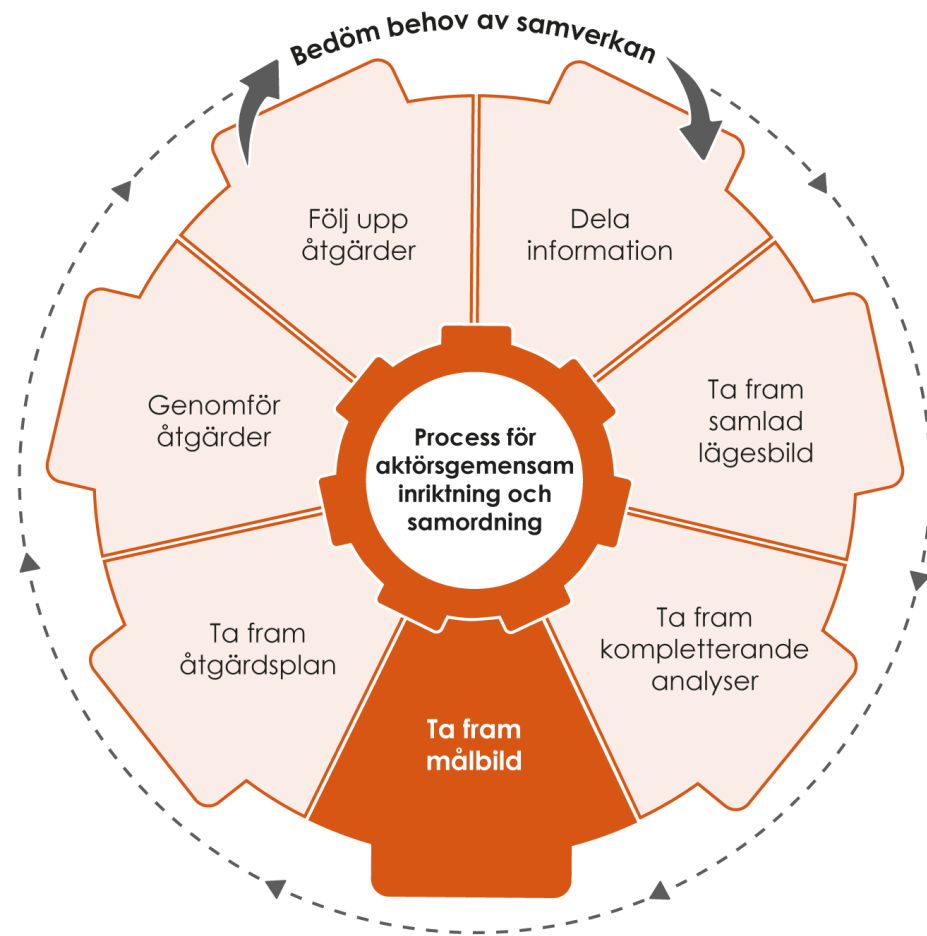 Bedöm behov av samverkan
Dela
information
Ta fram
samlad
lägesbild
Ta fram
kompletterande
analyser
Ta fram
målbild
Ta fram
åtgärdsplan
Genomför
åtgärder
Följ upp
åtgärder
Process för
aktörsgemensam
inriktning och
samordning